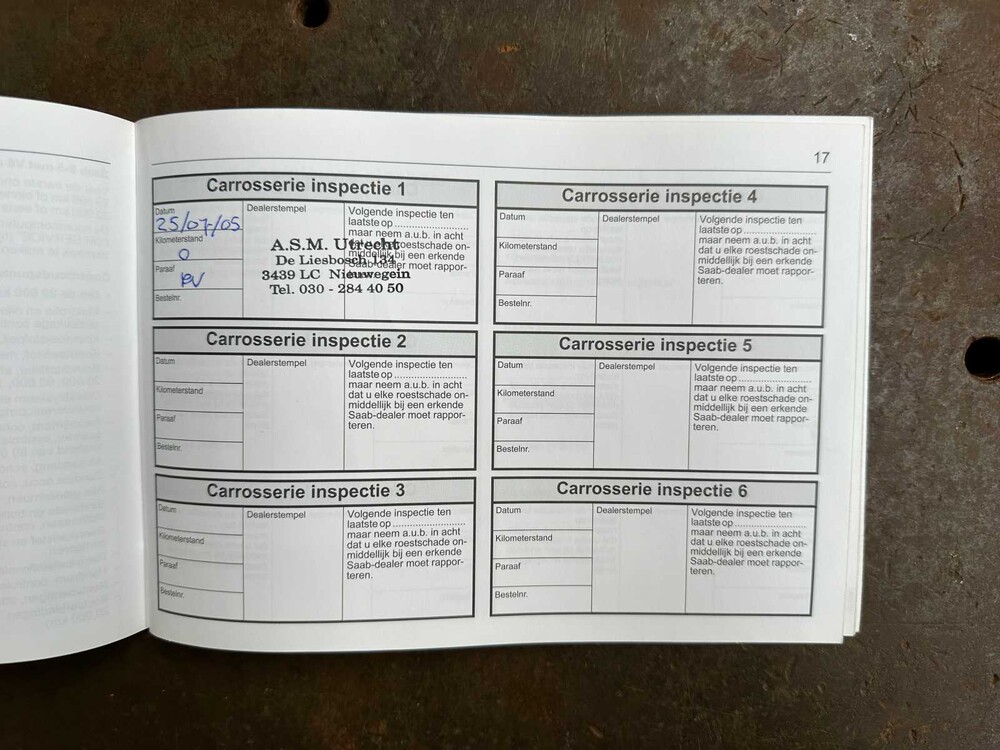 17
Carrosserie inspectie 1
Datum
25/07/05
Kilometerstand
0
Paraaf
Bestelnr.
Dealerstempel
A.S.M. Utrecht
De Liesbosch 134
3439 LC Nieuwegein
Tel. 030 - 284 40 50
Volgende inspectie ten
laatste op
maar neem a.u.b. in acht
dat u elke roestschade on-
middellijk bij een erkende
Saab-dealer moet rappor-
teren.
Carrosserie inspectie 2
Datum
Kilometerstand
Paraaf
Bestelnr.
Dealerstempel
Volgende inspectie ten
laatste op ........................
maar neem a.u.b. in acht
dat u elke roestschade on-
middellijk bij een erkende
Saab-dealer moet rappor-
teren.
Carrosserie inspectie 3
Datum
Kilometerstand
Paraaf
Bestelnr.
Dealerstempel
Volgende inspectie ten
laatste op ........................
maar neem a.u.b. in acht
dat u elke roestschade on-
middellijk bij een erkende
Saab-dealer moet rappor-
teren.
Carrosserie inspectie 4
Datum
Kilometerstand
Paraaf
Bestelnr.
Dealerstempel
Volgende inspectie ten
laatste op ........................
maar neem a.u.b. in acht
dat u elke roestschade on-
middellijk bij een erkende
Saab-dealer moet rappor-
teren.
Carrosserie inspectie 5
Datum
Kilometerstand
Paraaf
Bestelnr.
Dealerstempel
Volgende inspectie ten
laatste op ........................
maar neem a.u.b. in acht
dat u elke roestschade on-
middellijk bij een erkende
Saab-dealer moet rappor-
teren.
Carrosserie inspectie 6
Datum
Kilometerstand
Paraaf
Bestelnr.
Dealerstempel
Volgende inspectie ten
laatste op ........................
maar neem a.u.b. in acht
dat u elke roestschade on-
middellijk bij een erkende
Saab-dealer moet rappor-
teren.